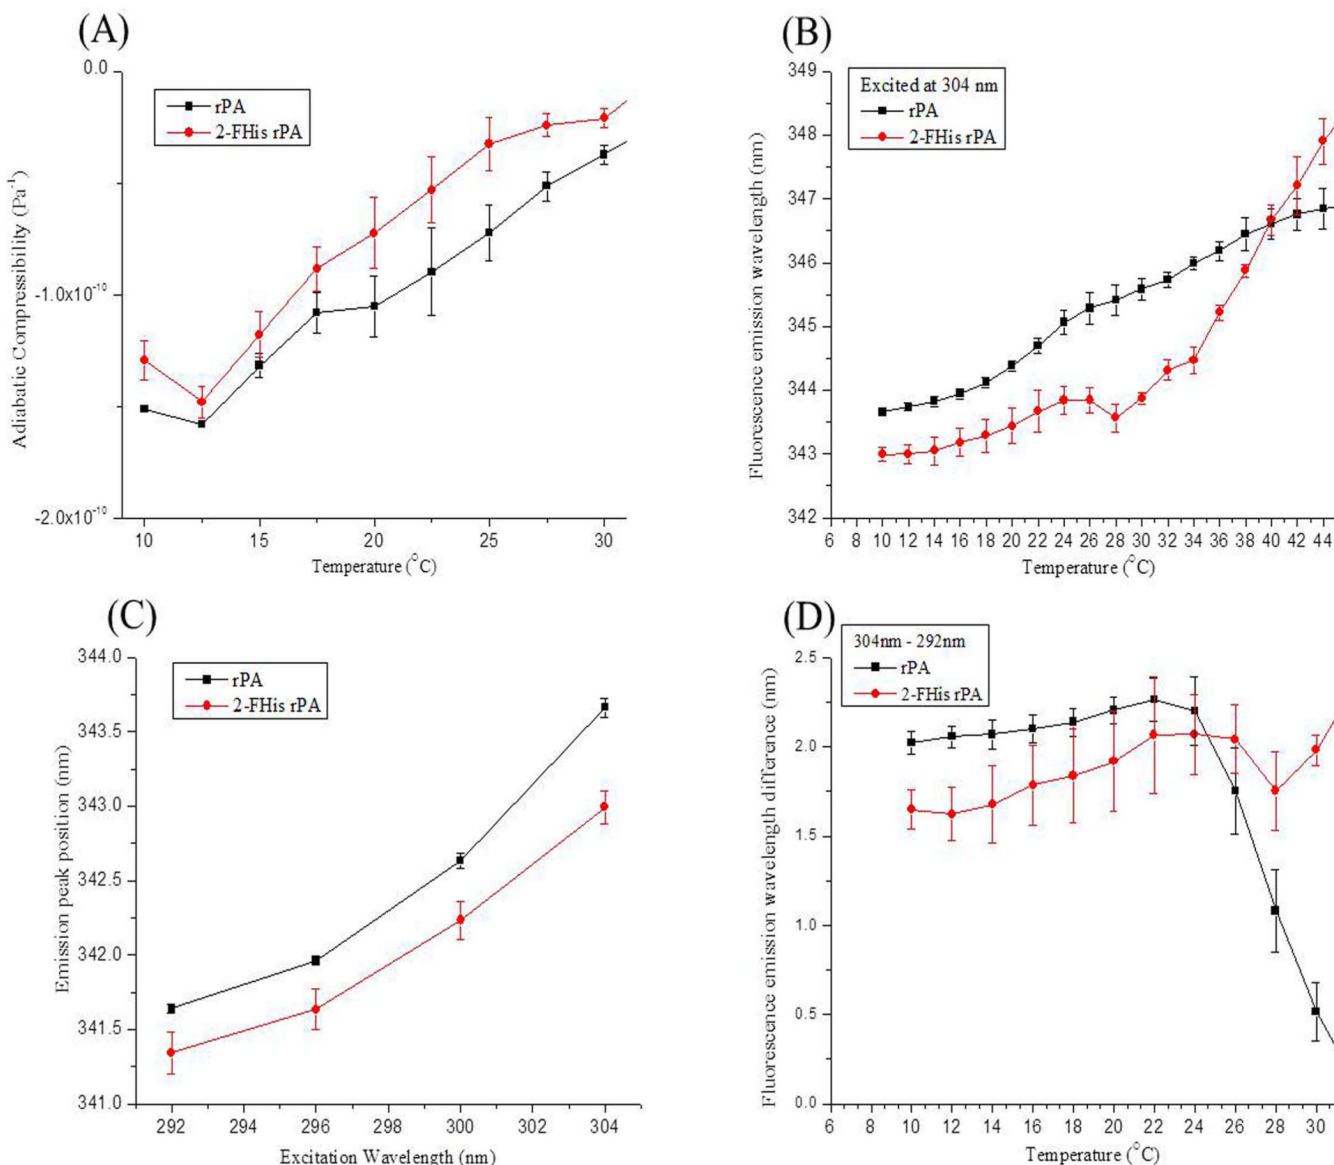 (A)
0.0
rPA
2-FHis rPA
Adiabatic Compressibility (Pa⁻¹)
-1.0x10⁻¹⁰
-2.0x10⁻¹⁰
10 15 20 25 30
Temperature (°C)
(B)
349
Excited at 304 nm
rPA
2-FHis rPA
348
347
346
345
344
343
342
Fluorescence emission wavelength (nm)
6 8 10 12 14 16 18 20 22 24 26 28 30 32 34 36 38 40 42 44
Temperature (°C)
(C)
344.0
rPA
2-FHis rPA
343.5
343.0
342.5
342.0
341.5
341.0
Emission peak position (nm)
292 294 296 298 300 302 304
Excitation Wavelength (nm)
(D)
304nm - 292nm
rPA
2-FHis rPA
2.5
2.0
1.5
1.0
0.5
0.0
Fluorescence emission wavelength difference (nm)
6 8 10 12 14 16 18 20 22 24 26 28 30
Temperature (°C)